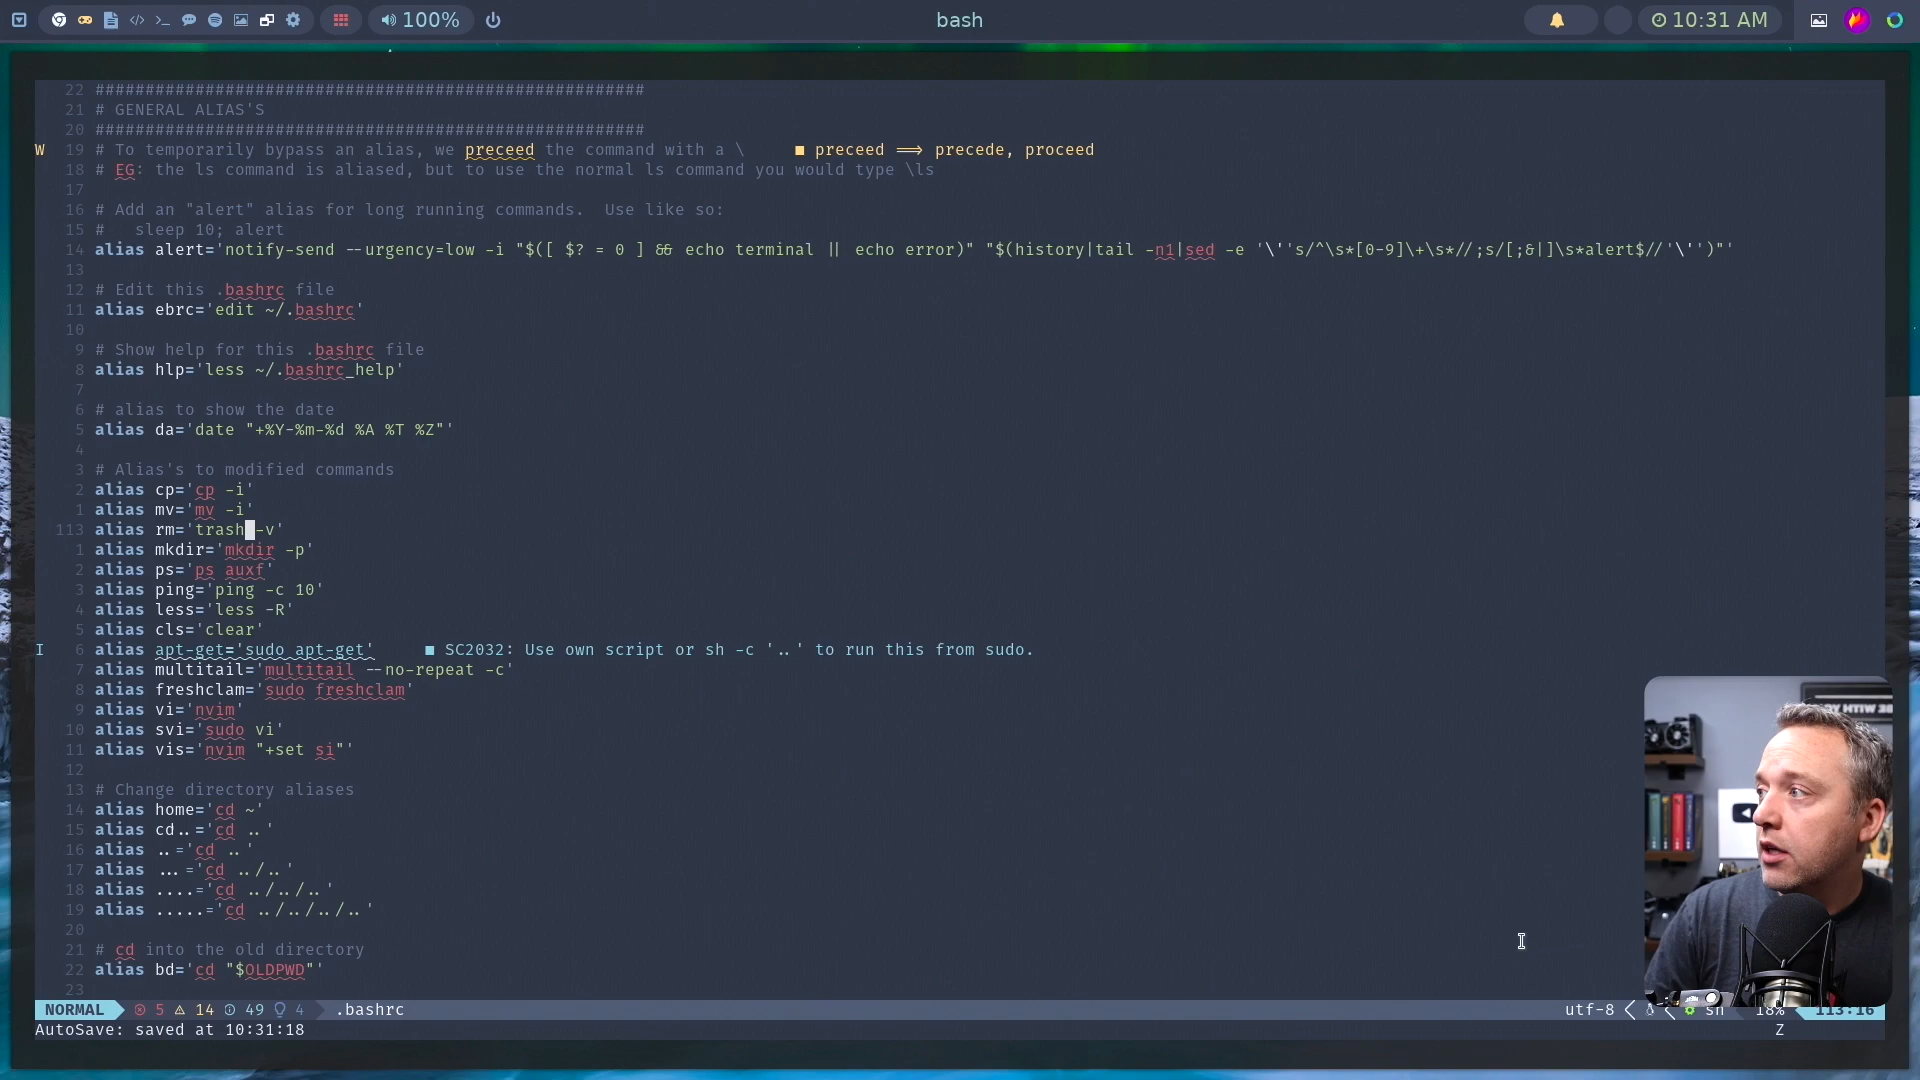 100%
bash
10:31 AM
22 #######################################################
21 # GENERAL ALIAS'S
20 #######################################################
W 19 # To temporarily bypass an alias, we preceed the command with a \ ■ preceed ⟹ precede, proceed
18 # EG: the ls command is aliased, but to use the normal ls command you would type \ls
17
16 # Add an "alert" alias for long running commands.  Use like so:
15 #   sleep 10; alert
14 alias alert='notify-send --urgency=low -i "$([ $? = 0 ] && echo terminal || echo error)" "$(history|tail -n1|sed -e '\''s/^\s*[0-9]\+\s*//;s/[;&|]\s*alert$//'\'')"'
13
12 # Edit this .bashrc file
11 alias ebrc='edit ~/.bashrc'
10
9 # Show help for this .bashrc file
8 alias hlp='less ~/.bashrc_help'
7
6 # alias to show the date
5 alias da='date "+%Y-%m-%d %A %T %Z"'
4
3 # Alias's to modified commands
2 alias cp='cp -i'
1 alias mv='mv -i'
113 alias rm='trash -v'
1 alias mkdir='mkdir -p'
2 alias ps='ps auxf'
3 alias ping='ping -c 10'
4 alias less='less -R'
5 alias cls='clear'
I 6 alias apt-get='sudo apt-get' ■ SC2032: Use own script or sh -c '..' to run this from sudo.
7 alias multitail='multitail --no-repeat -c'
8 alias freshclam='sudo freshclam'
9 alias vi='nvim'
10 alias svi='sudo vi'
11 alias vis='nvim "+set si"'
12
13 # Change directory aliases
14 alias home='cd ~'
15 alias cd..='cd ..'
16 alias ..='cd ..'
17 alias ...='cd ../..'
18 alias ....='cd ../../..'
19 alias .....='cd ../../../..'
20
21 # cd into the old directory
22 alias bd='cd "$OLDPWD"'
23
NORMAL 5 14 49 4 .bashrc utf-8 sh 18% 113:16
AutoSave: saved at 10:31:18 Z